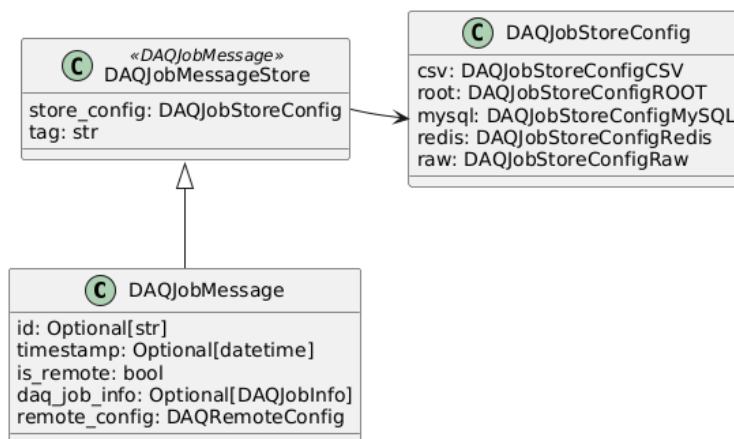 C
«DAQJobMessage»
DAQJobMessageStore
store_config: DAQJobStoreConfig
tag: str
C
DAQJobStoreConfig
csv: DAQJobStoreConfigCSV
root: DAQJobStoreConfigROOT
mysql: DAQJobStoreConfigMySQL
redis: DAQJobStoreConfigRedis
raw: DAQJobStoreConfigRaw
C
DAQJobMessage
id: Optional[str]
timestamp: Optional[datetime]
is_remote: bool
daq_job_info: Optional[DAQJobInfo]
remote_config: DAQRemoteConfig